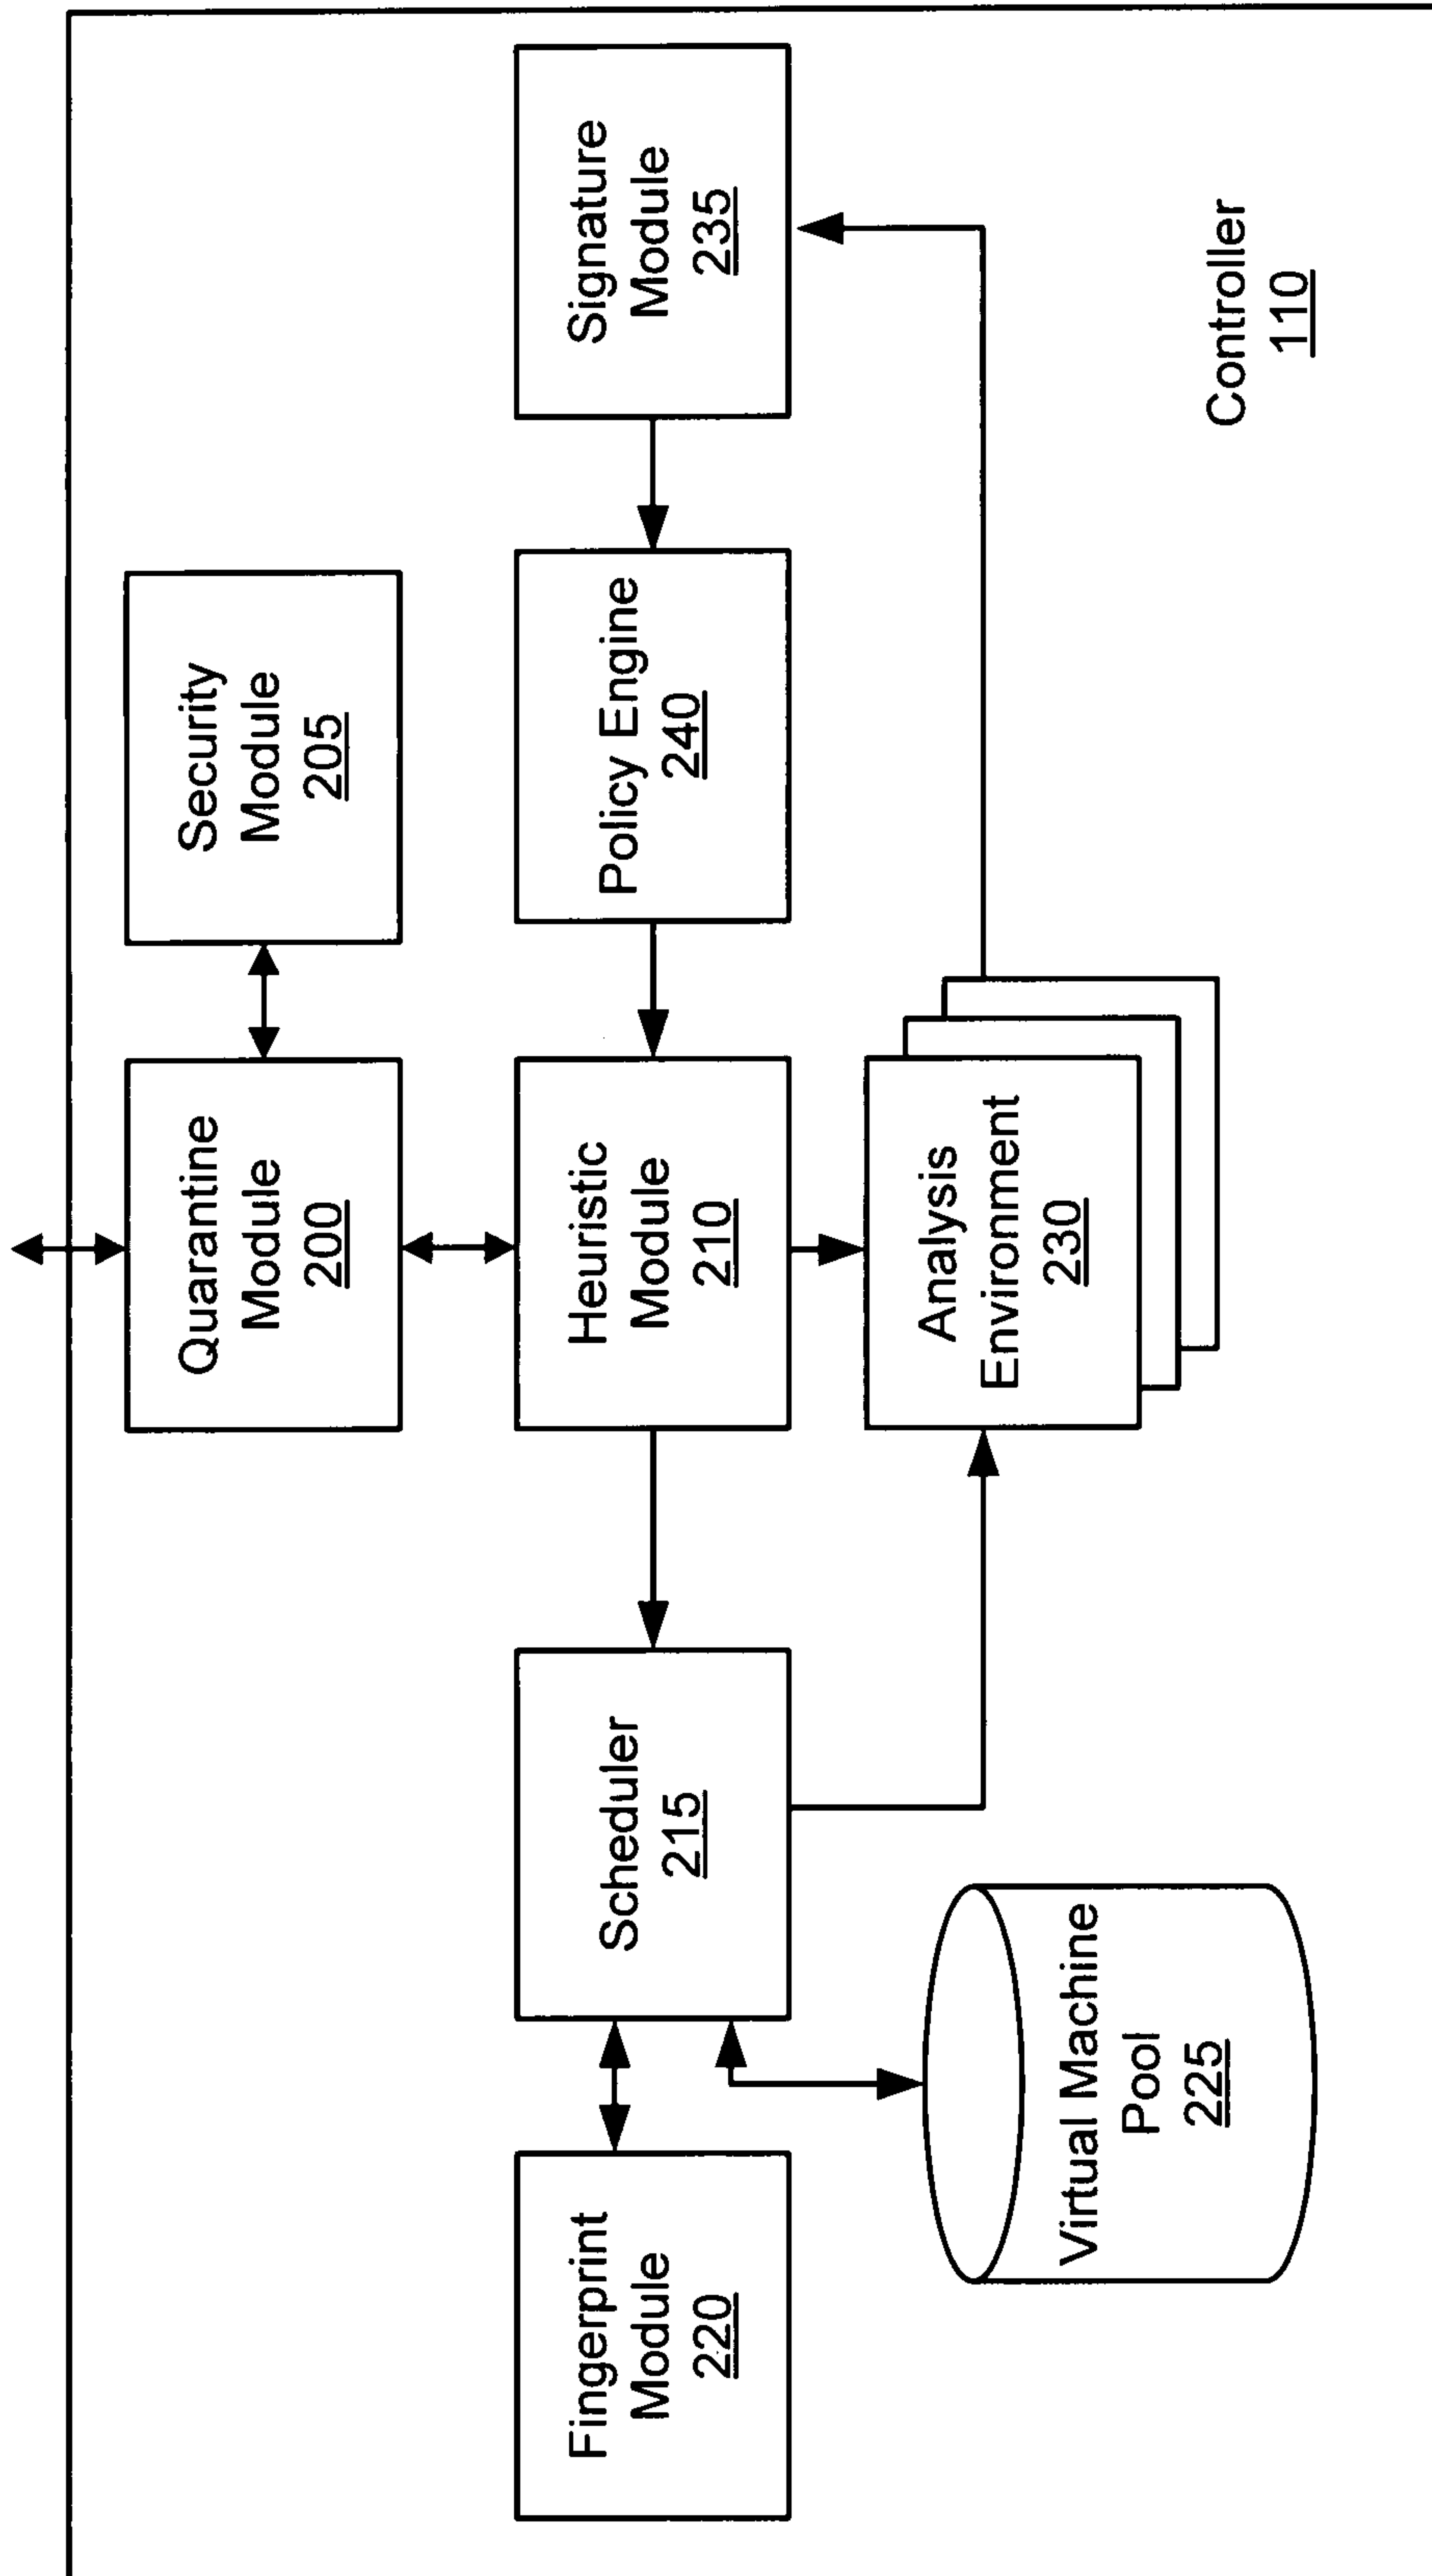 Quarantine
Module
200
Security
Module
205
Fingerprint
Module
220
Scheduler
215
Heuristic
Module
210
Policy Engine
240
Signature
Module
235
Virtual Machine
Pool
225
Analysis
Environment
230
Controller
110